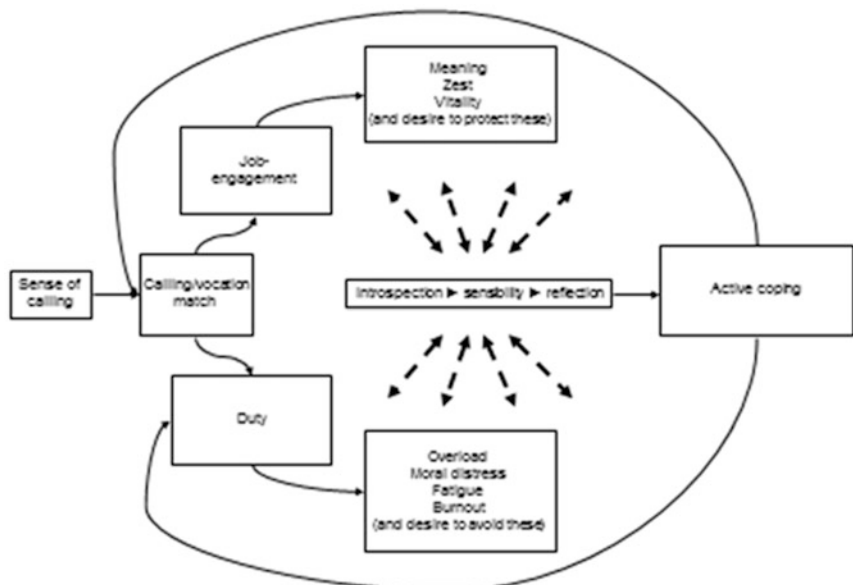 Meaning
Zest
Vitality
(and desire to protect these)
Job-
engagement
Sense of
calling
Calling/vocation
match
Introspection ► sensibility ► reflection
Active coping
Duty
Overload
Moral distress
Fatigue
Burnout
(and desire to avoid these)